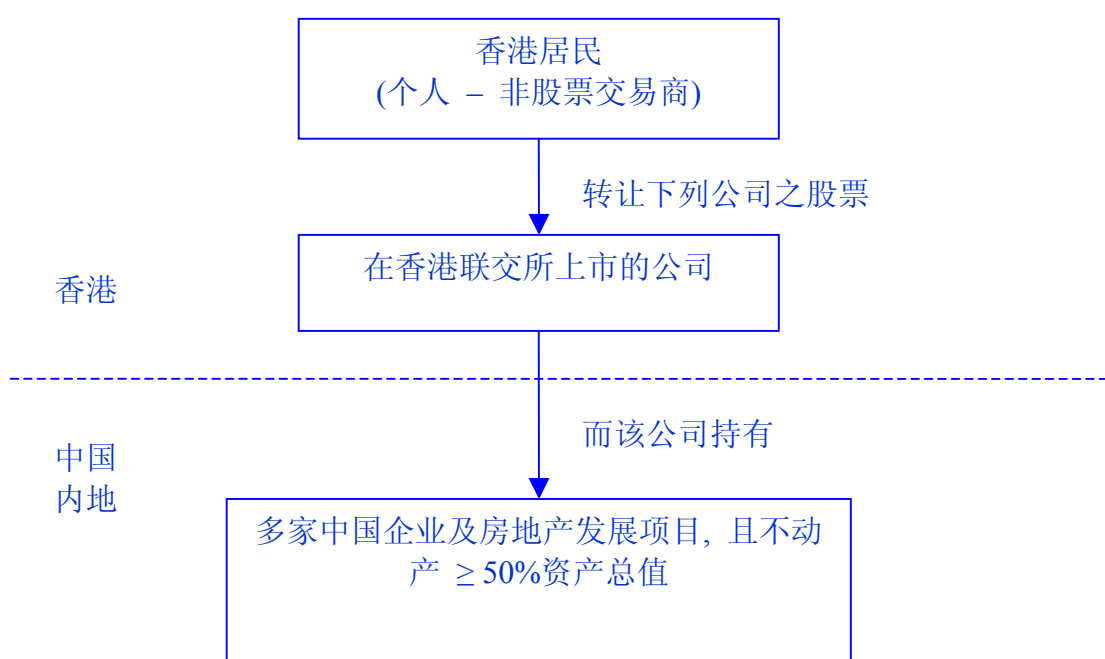 香港居民
(个人 – 非股票交易商)
转让下列公司之股票
在香港联交所上市的公司
香港
而该公司持有
中国
内地
多家中国企业及房地产发展项目, 且不动
产 ≥ 50%资产总值